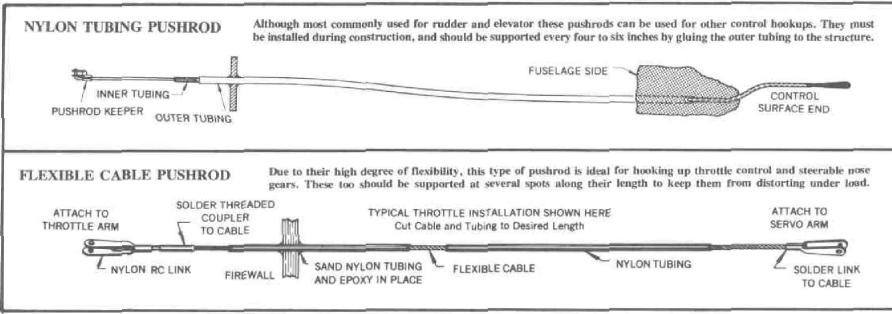 NYLON TUBING PUSHROD
Although most commonly used for rudder and elevator these pushrods can be used for other control hookups. They must
be installed during construction, and should be supported every four to six inches by gluing the outer tubing to the structure.
FUSELAGE SIDE
INNER TUBING
PUSHROD KEEPER
OUTER TUBING
CONTROL
SURFACE END
FLEXIBLE CABLE PUSHROD
Due to their high degree of flexibility, this type of pushrod is ideal for hooking up throttle control and steerable nose
gears. These too should be supported at several spots along their length to keep them from distorting under load.
ATTACH TO
THROTTLE ARM
SOLDER THREADED
COUPLER
TO CABLE
TYPICAL THROTTLE INSTALLATION SHOWN HERE
Cut Cable and Tubing to Desired Length
ATTACH TO
SERVO ARM
NYLON RC LINK
FIREWALL
SAND NYLON TUBING
AND EPOXY IN PLACE
FLEXIBLE CABLE
NYLON TUBING
SOLDER LINK
TO CABLE